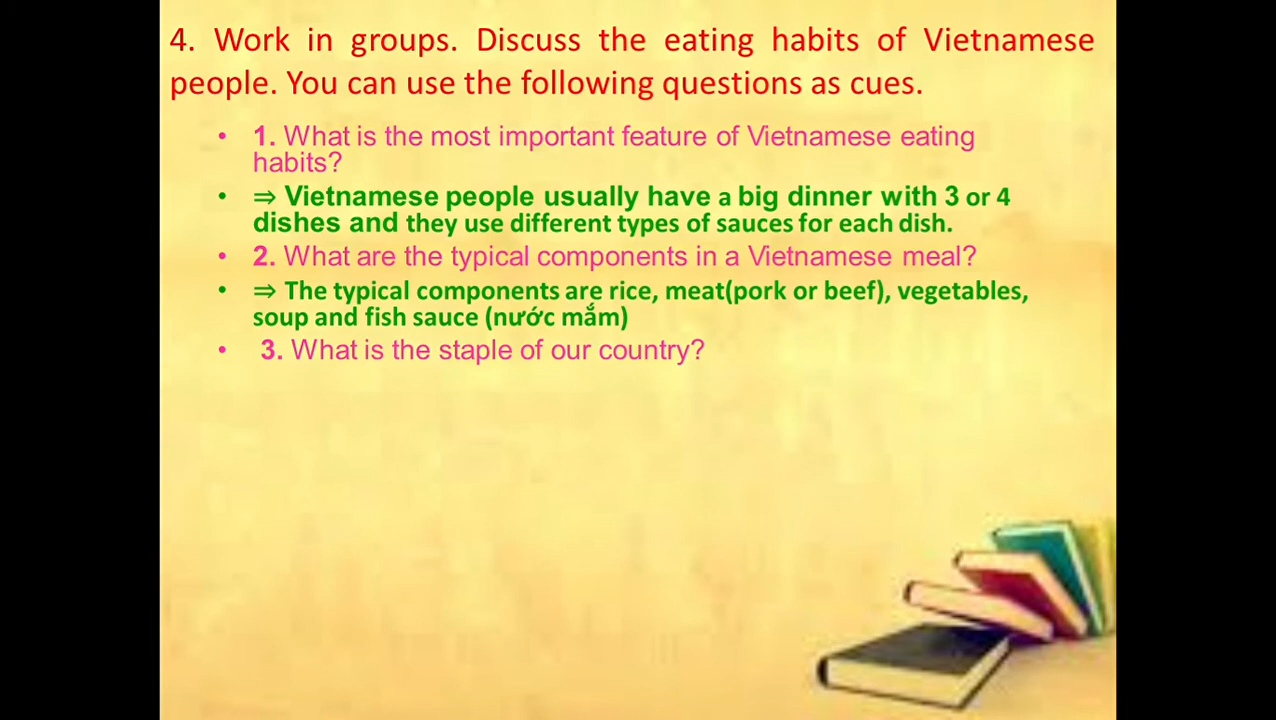 4. Work in groups. Discuss the eating habits of Vietnamese
people. You can use the following questions as cues.
• 1. What is the most important feature of Vietnamese eating
habits?
• ⇒ Vietnamese people usually have a big dinner with 3 or 4
dishes and they use different types of sauces for each dish.
• 2. What are the typical components in a Vietnamese meal?
• ⇒ The typical components are rice, meat(pork or beef), vegetables,
soup and fish sauce (nước mắm)
• 3. What is the staple of our country?